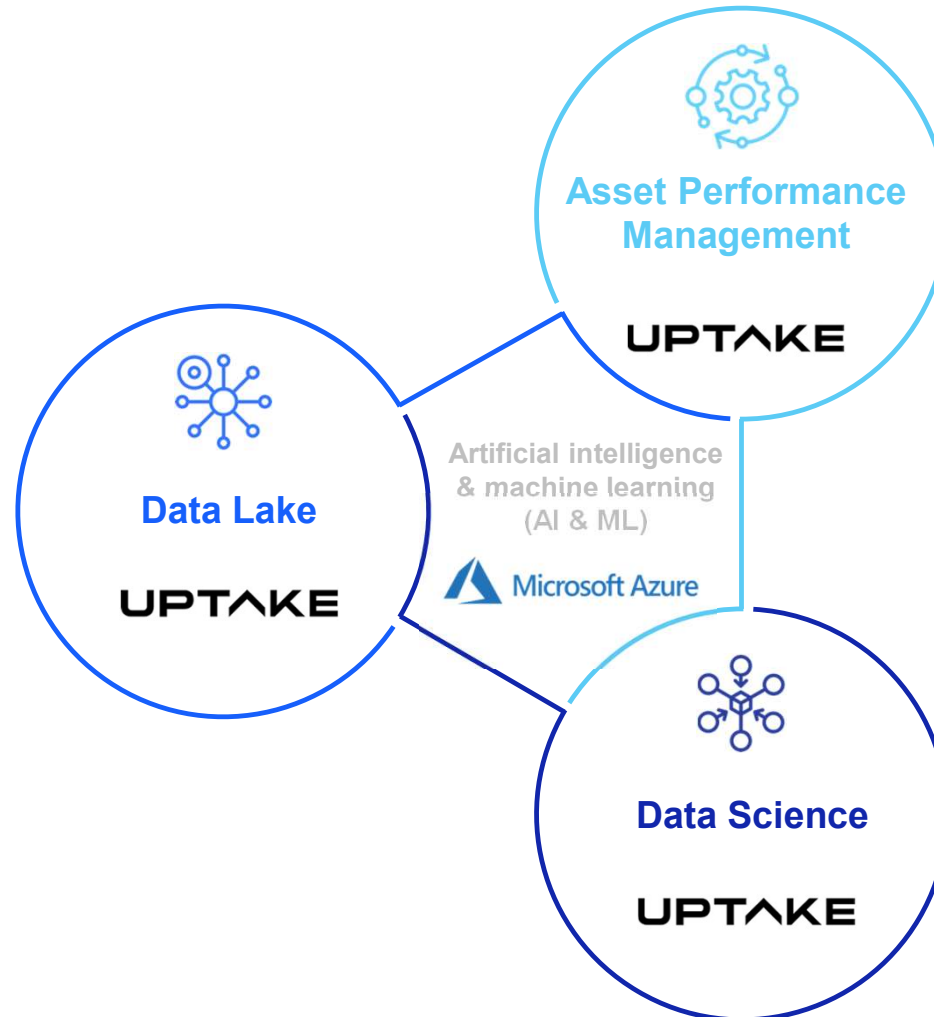 Asset Performance
Management
UPTAKE
Data Lake
UPTAKE
Artificial intelligence
& machine learning
(AI & ML)
Microsoft Azure
Data Science
UPTAKE